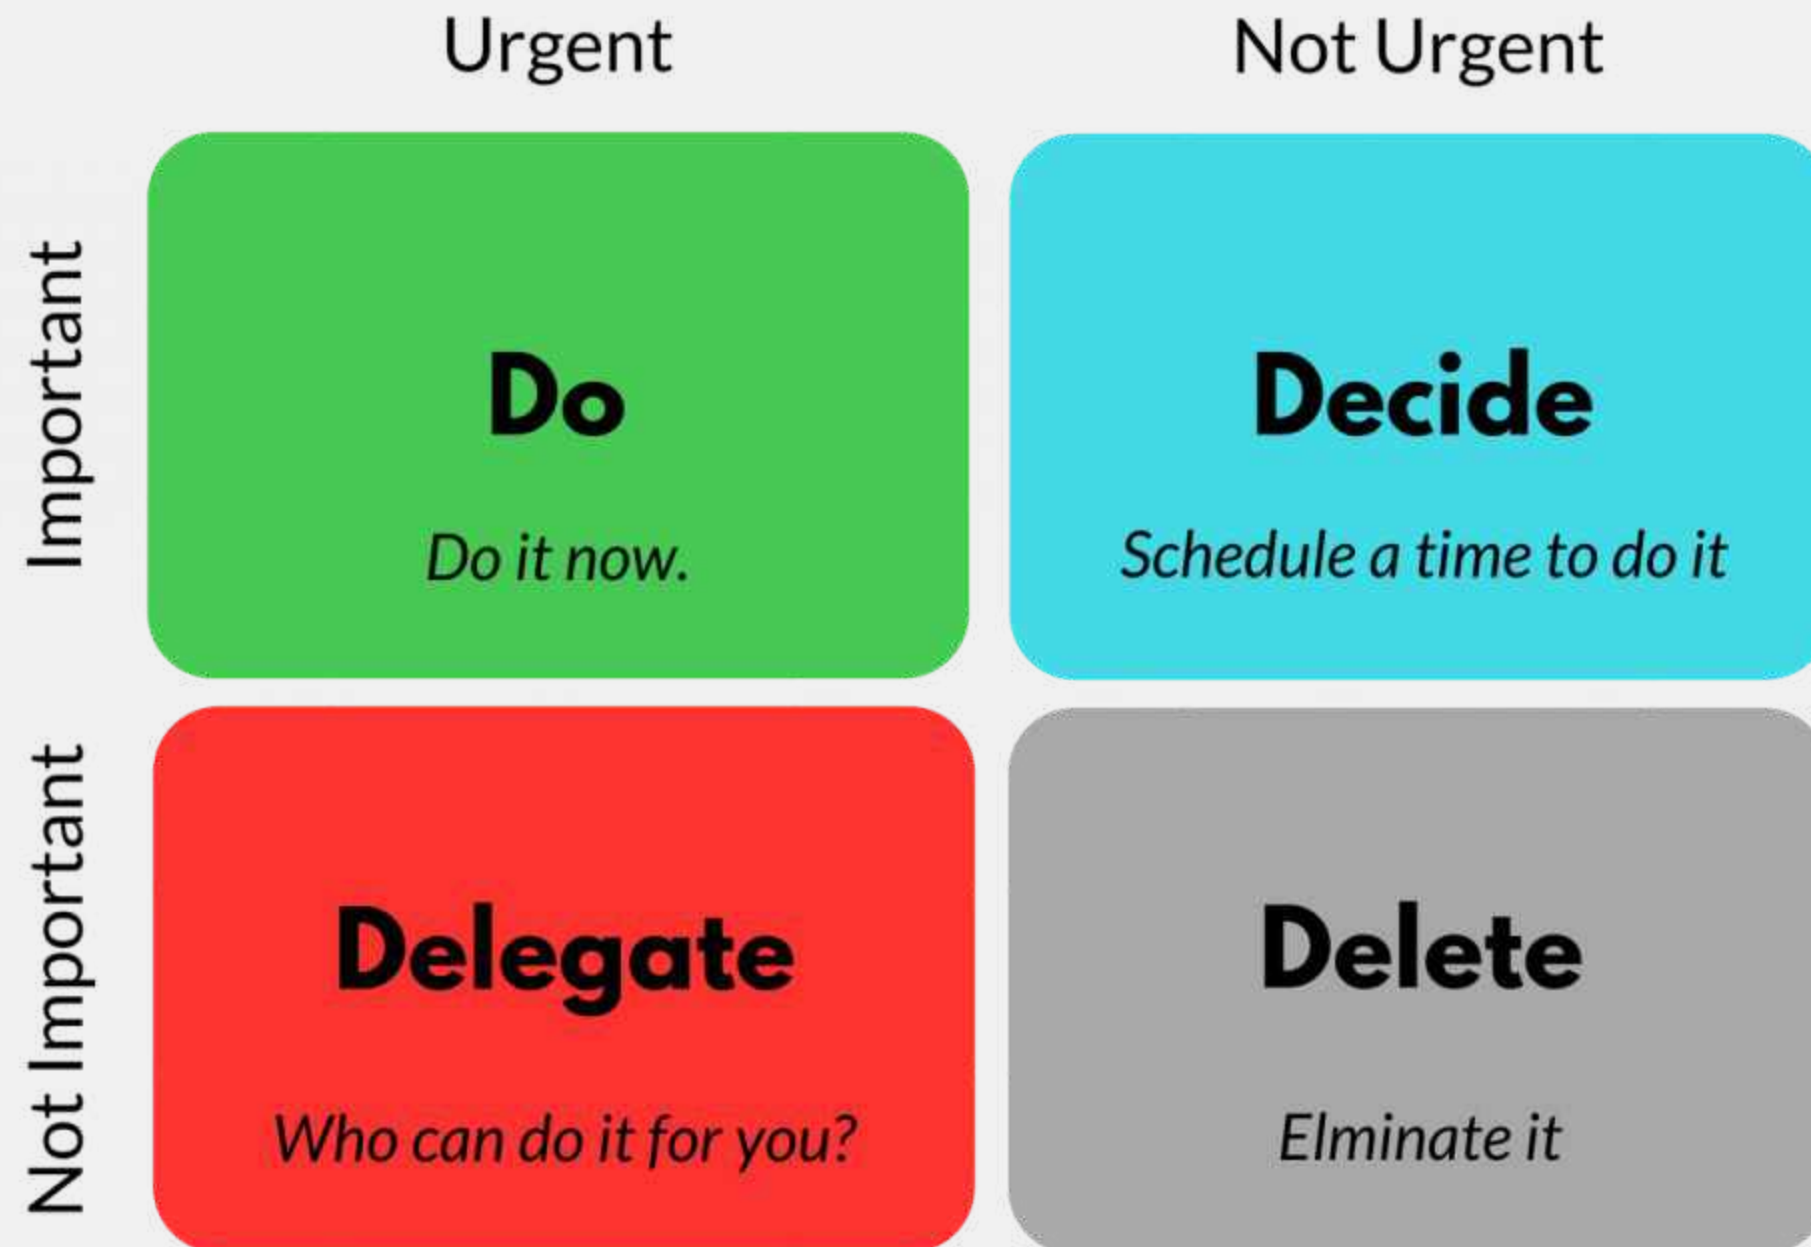 Urgent
Not Urgent
Important
Do
Do it now.
Decide
Schedule a time to do it
Not Important
Delegate
Who can do it for you?
Delete
Elminate it